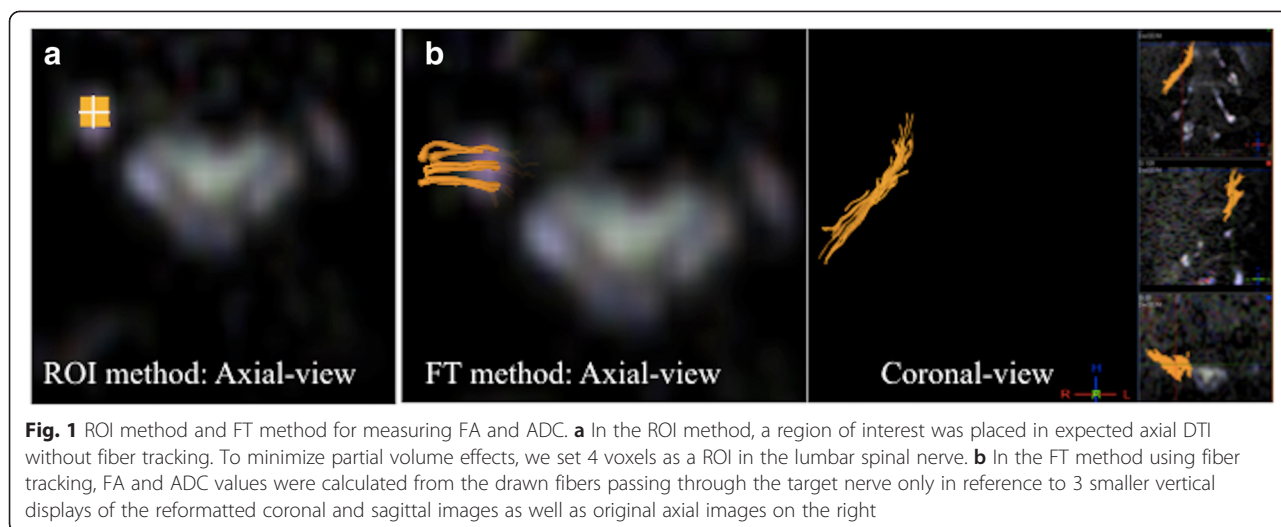 a
b
ROI method: Axial-view
FT method: Axial-view
Coronal-view
H
R
L
Fig. 1 ROI method and FT method for measuring FA and ADC. a In the ROI method, a region of interest was placed in expected axial DTI
without fiber tracking. To minimize partial volume effects, we set 4 voxels as a ROI in the lumbar spinal nerve. b In the FT method using fiber
tracking, FA and ADC values were calculated from the drawn fibers passing through the target nerve only in reference to 3 smaller vertical
displays of the reformatted coronal and sagittal images as well as original axial images on the right